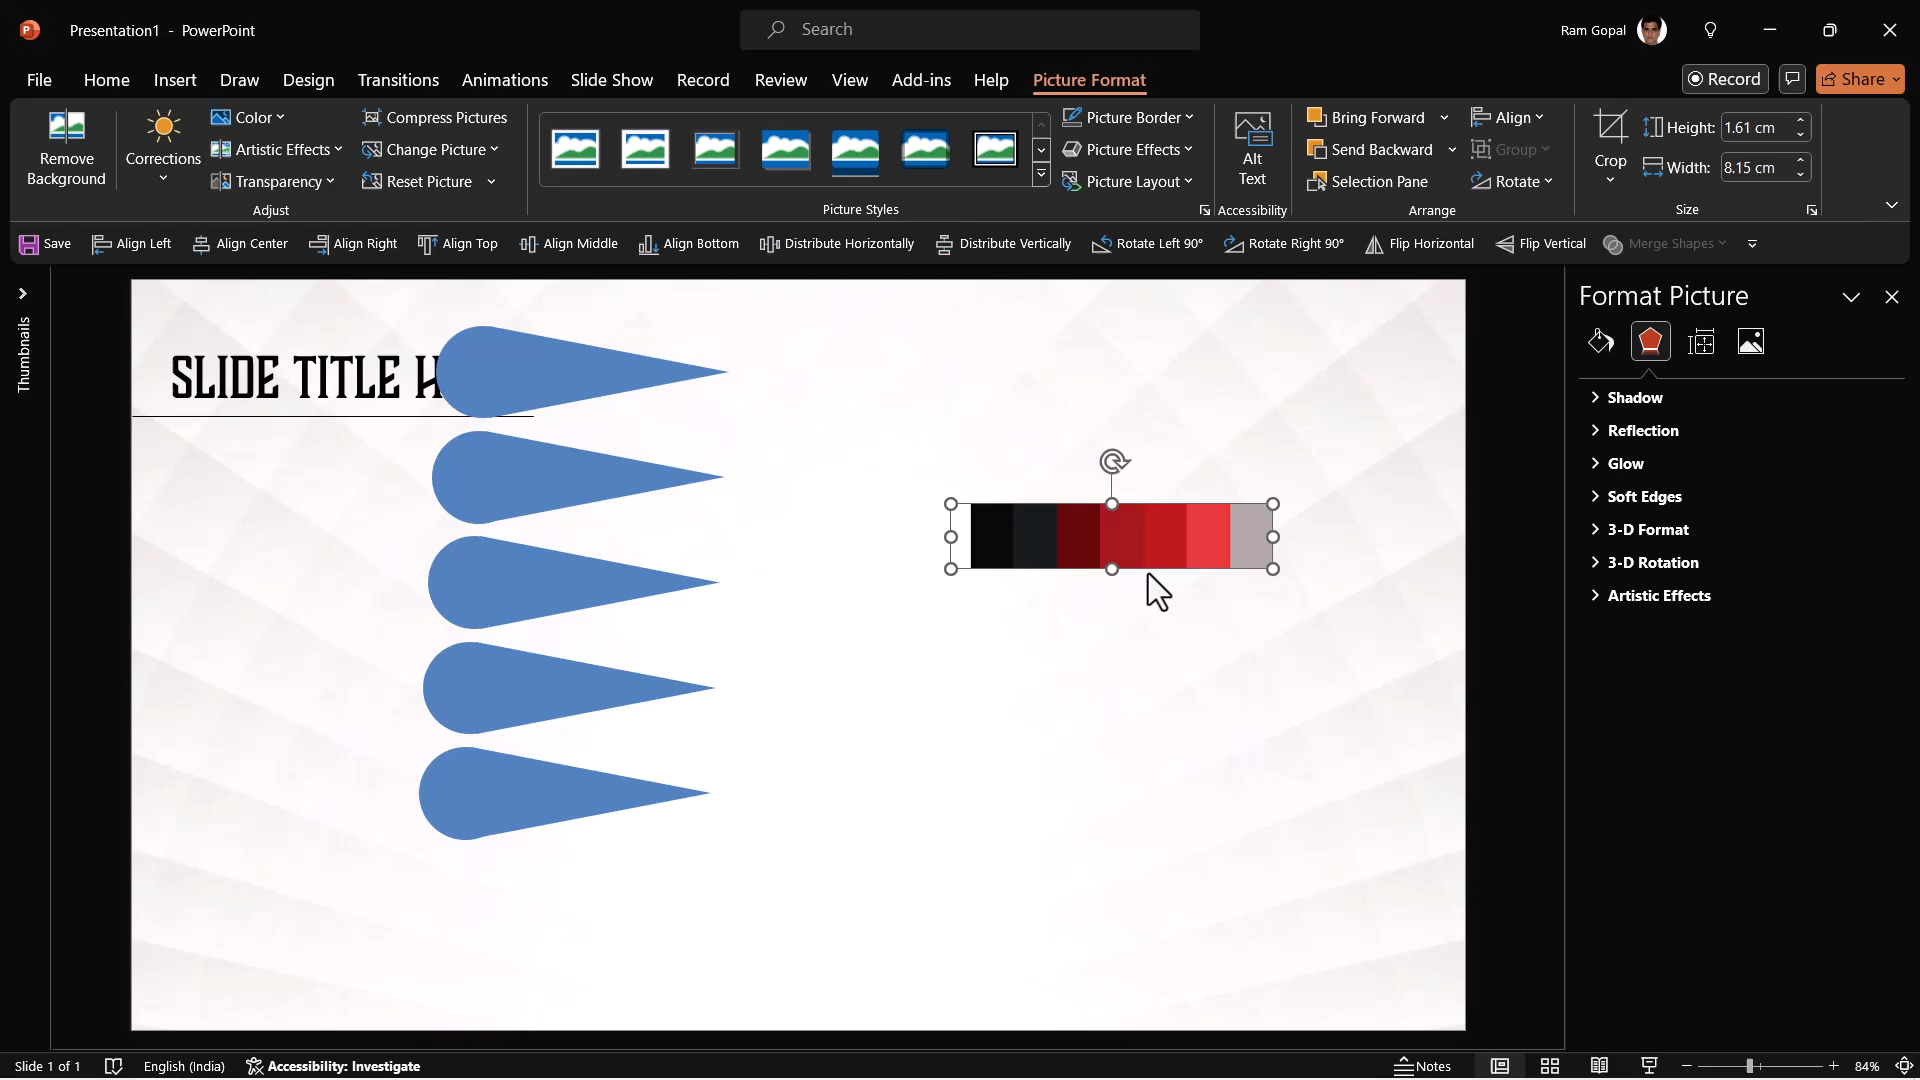 Presentation1 - PowerPoint
Search
Ram Gopal
File Home Insert Draw Design Transitions Animations Slide Show Record Review View Add-ins Help Picture Format
Record
Share
Remove Background
Corrections
Color
Artistic Effects
Transparency
Compress Pictures
Change Picture
Reset Picture
Adjust
Picture Styles
Picture Border
Picture Effects
Picture Layout
Alt Text
Accessibility
Bring Forward
Send Backward
Selection Pane
Align
Group
Rotate
Arrange
Crop
Height: 1.61 cm
Width: 8.15 cm
Size
Save Align Left Align Center Align Right Align Top Align Middle Align Bottom Distribute Horizontally Distribute Vertically Rotate Left 90° Rotate Right 90° Flip Horizontal Flip Vertical Merge Shapes
Thumbnails
SLIDE TITLE H
Format Picture
Shadow
Reflection
Glow
Soft Edges
3-D Format
3-D Rotation
Artistic Effects
Slide 1 of 1
English (India)
Accessibility: Investigate
Notes
84%